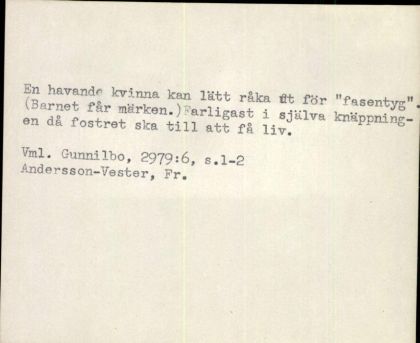 En havande kvinna kan lätt råka ut för "fasentyg".
(Barnet får märken.)Farligast i själva knäppning-
en då fostret ska till att få liv.
Vml. Gunnilbo, 2979:6, s.1-2
Andersson-Vester, Fr.